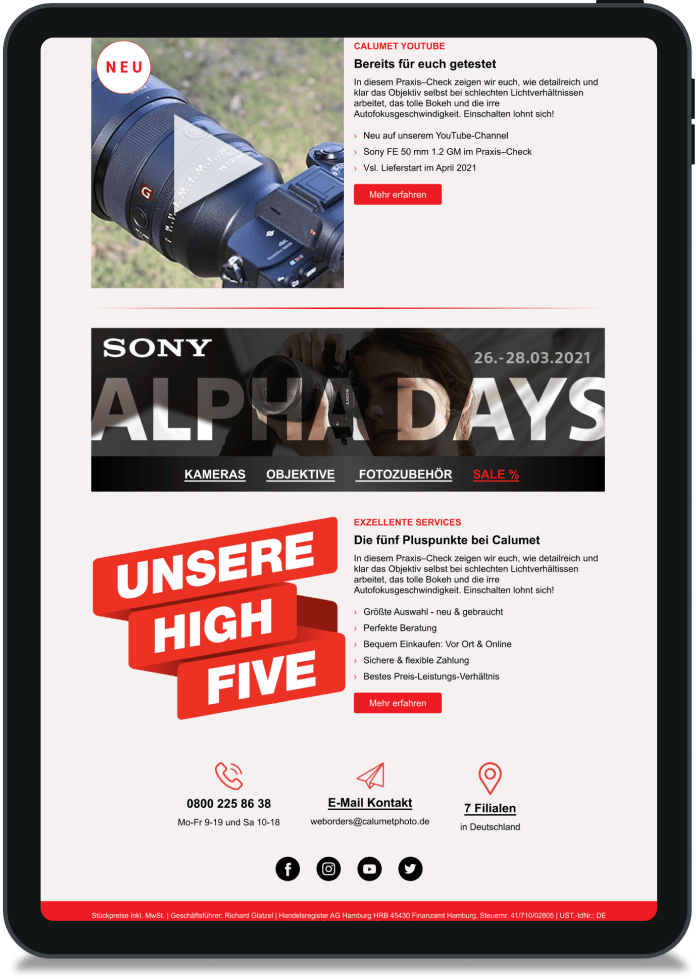 NEU
CALUMET YOUTUBE
Bereits für euch getestet
In diesem Praxis–Check zeigen wir euch, wie detailreich und
klar das Objektiv selbst bei schlechten Lichtverhältnissen
arbeitet, das tolle Bokeh und die irre
Autofokusgeschwindigkeit. Einschalten lohnt sich!
› Neu auf unserem YouTube-Channel
› Sony FE 50 mm 1.2 GM im Praxis–Check
› Vsl. Lieferstart im April 2021
Mehr erfahren
G
SONY
26.-28.03.2021
ALPHA DAYS
KAMERAS OBJEKTIVE FOTOZUBEHÖR SALE %
UNSERE
HIGH
FIVE
EXZELLENTE SERVICES
Die fünf Pluspunkte bei Calumet
In diesem Praxis–Check zeigen wir euch, wie detailreich und
klar das Objektiv selbst bei schlechten Lichtverhältissen
arbeitet, das tolle Bokeh und die irre
Autofokusgeschwindigkeit. Einschalten lohnt sich!
› Größte Auswahl - neu & gebraucht
› Perfekte Beratung
› Bequem Einkaufen: Vor Ort & Online
› Sichere & flexible Zahlung
› Bestes Preis-Leistungs-Verhältnis
Mehr erfahren
0800 225 86 38
Mo-Fr 9-19 und Sa 10-18
E-Mail Kontakt
weborders@calumetphoto.de
7 Filialen
in Deutschland
Stückpreise inkl. MwSt. | Geschäftsführer: Richard Glatzel | Handelsregister AG Hamburg HRB 45430 Finanzamt Hamburg, Steuernr. 41/710/02805 | UST.-IdNr.: DE